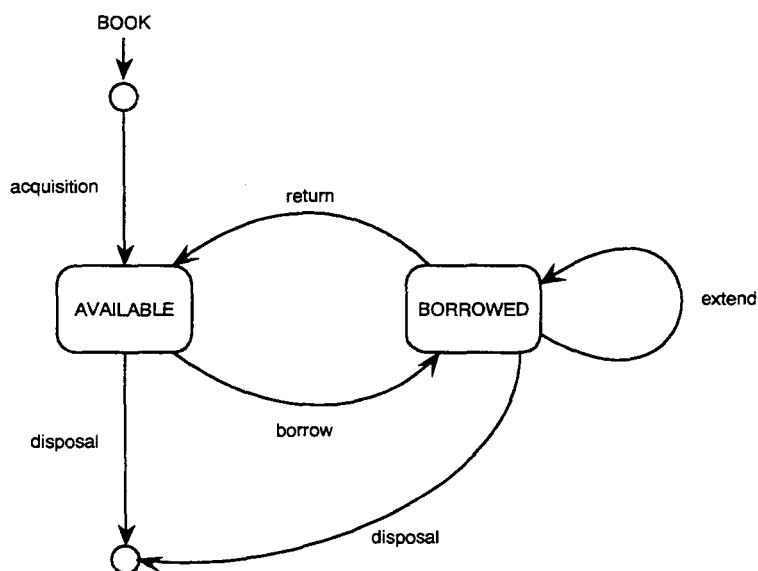 BOOK
acquisition
return
AVAILABLE
BORROWED
extend
borrow
disposal
disposal